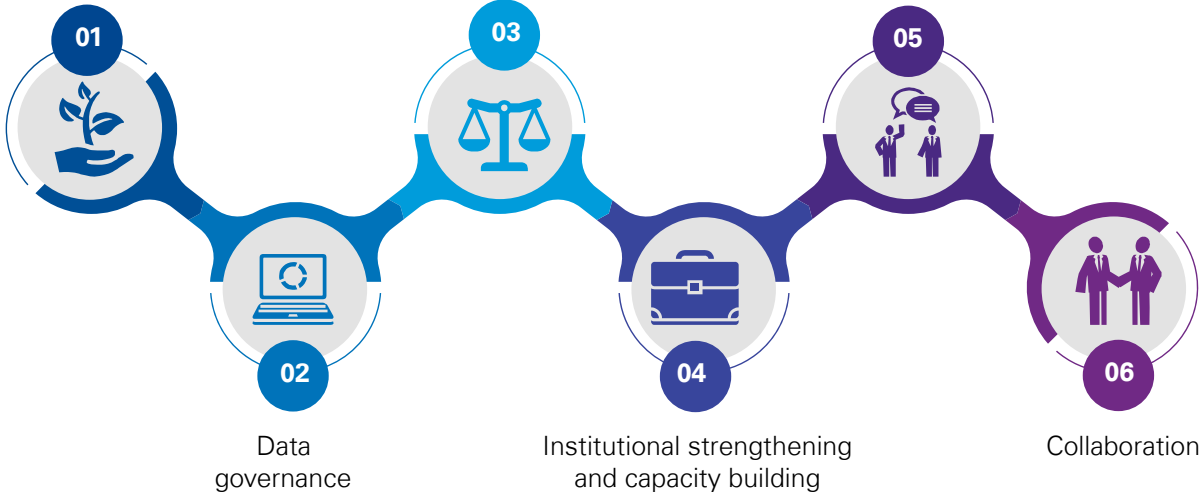 01
03
05
02
04
06
Data
governance
Institutional strengthening
and capacity building
Collaboration